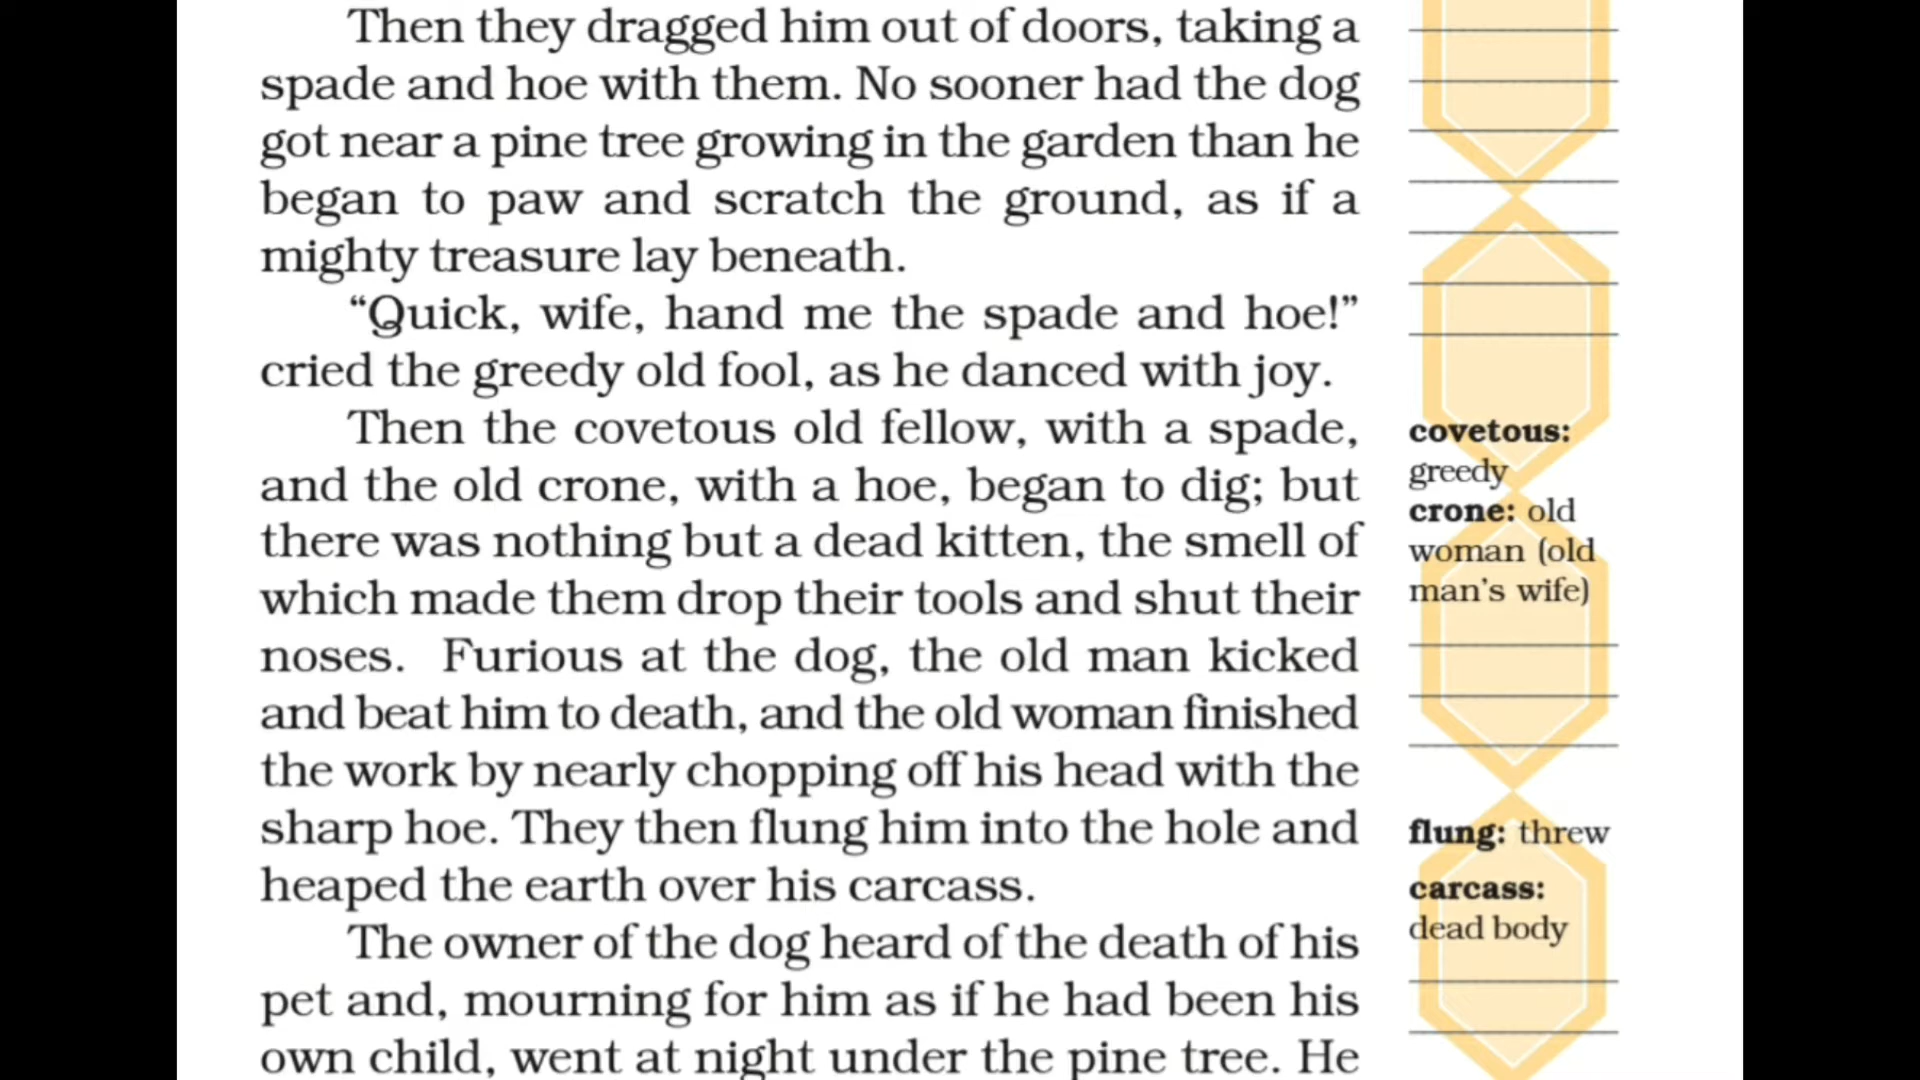 Then they dragged him out of doors, taking a
spade and hoe with them. No sooner had the dog
got near a pine tree growing in the garden than he
began to paw and scratch the ground, as if a
mighty treasure lay beneath.
“Quick, wife, hand me the spade and hoe!”
cried the greedy old fool, as he danced with joy.
Then the covetous old fellow, with a spade,
and the old crone, with a hoe, began to dig; but
there was nothing but a dead kitten, the smell of
which made them drop their tools and shut their
noses. Furious at the dog, the old man kicked
and beat him to death, and the old woman finished
the work by nearly chopping off his head with the
sharp hoe. They then flung him into the hole and
heaped the earth over his carcass.
The owner of the dog heard of the death of his
pet and, mourning for him as if he had been his
own child, went at night under the pine tree. He
covetous:
greedy
crone: old
woman (old
man’s wife)
flung: threw
carcass:
dead body